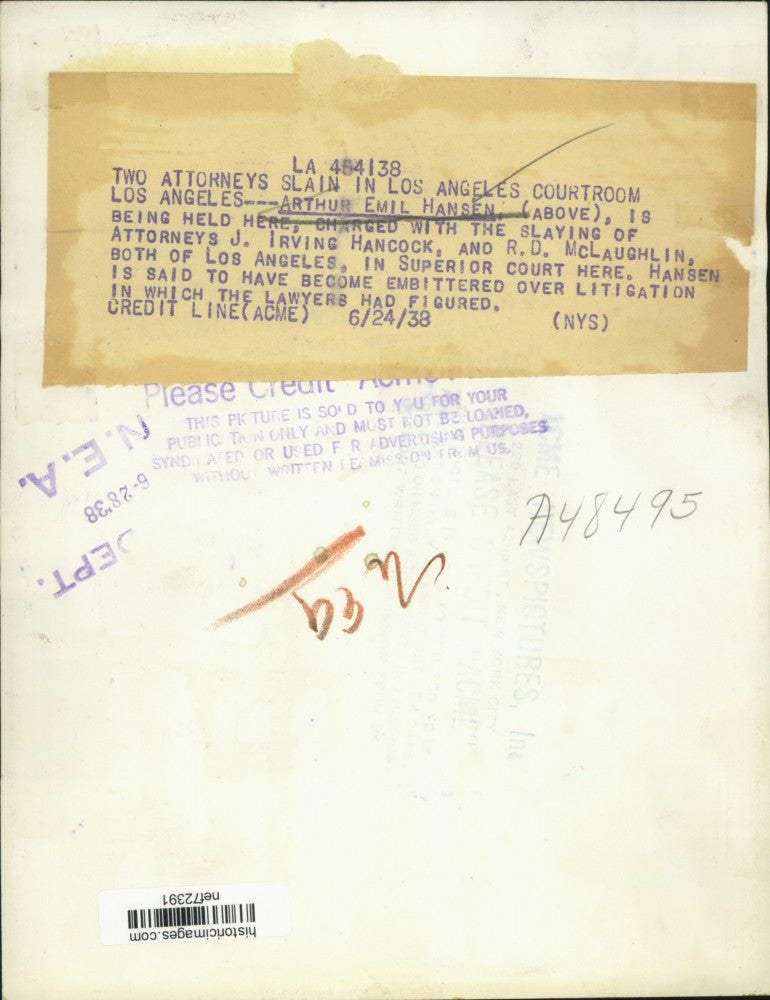 LA 454138
TWO ATTORNEYS SLAIN IN LOS ANGELES COURTROOM
LOS ANGELES---ARTHUR EMIL HANSEN, (ABOVE), IS
BEING HELD HERE, CHARGED WITH THE SLAYING OF
ATTORNEYS J. IRVING HANCOCK, AND R.D. MCLAUGHLIN,
BOTH OF LOS ANGELES, IN SUPERIOR COURT HERE. HANSEN
IS SAID TO HAVE BECOME EMBITTERED OVER LITIGATION
IN WHICH THE LAWYERS HAD FIGURED.
CREDIT LINE(ACME) 6/24/38 (NYS)
Please Credit Acme
THIS PICTURE IS SOLD TO YOU FOR YOUR
PUBLICATION ONLY AND MUST NOT BE LOANED,
SYNDICATED OR USED FOR ADVERTISING PURPOSES
WITHOUT WRITTEN PERMISSION FROM US.
N.E.A.
6-28'38
DEPT.
A48495
nef72391
historicimages.com